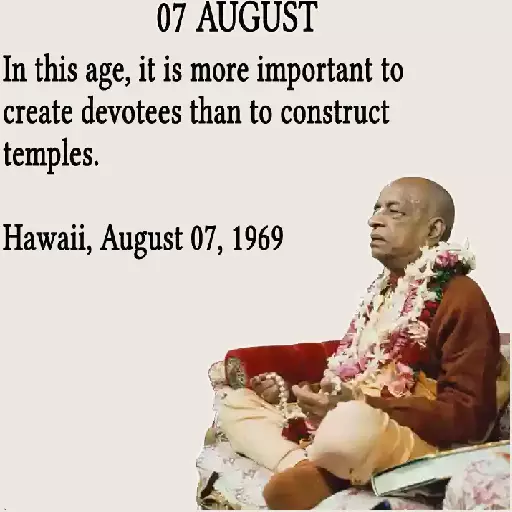 07 AUGUST
In this age, it is more important to
create devotees than to construct
temples.
Hawaii, August 07, 1969